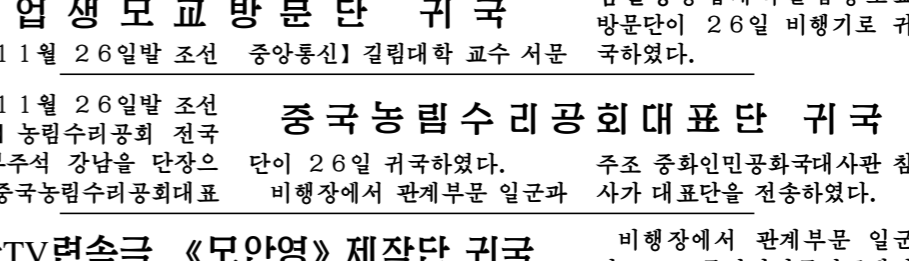 업생모교방문단 귀국
11월 26일발 조선
중앙통신】길림대학 교수 서문
방문단이 26일 비행기로 귀
국하였다.
중국농림수리공회대표단 귀국
11월 26일발 조선
농림수리공회 전국
부주석 강남을 단장으
중국농림수리공회대표
단이 26일 귀국하였다.
비행장에서 관계부문 일군과
주조 중화인민공화국대사관 참
사가 대표단을 전송하였다.
TV련속극 《모안영》제작단 귀국
비행장에서 관계부문 일군